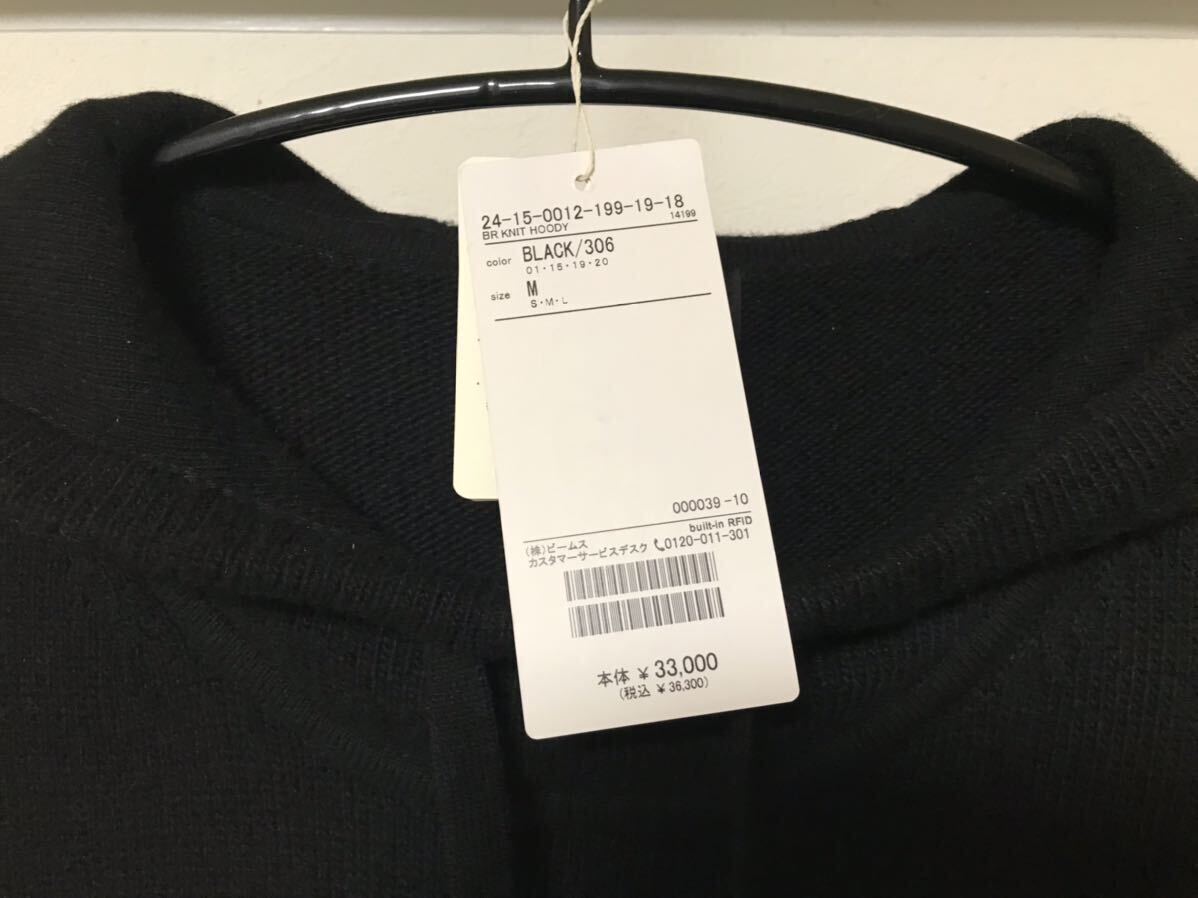 24-15-0012-199-19-18
BR KNIT HOODY 14199
color BLACK/306
01・15・19・20
size M
S・M・L
000039-10
built-in RFID
(株)ビームス
カスタマーサービスデスク 0120-011-301
本体 ¥33,000
(税込 ¥36,300)